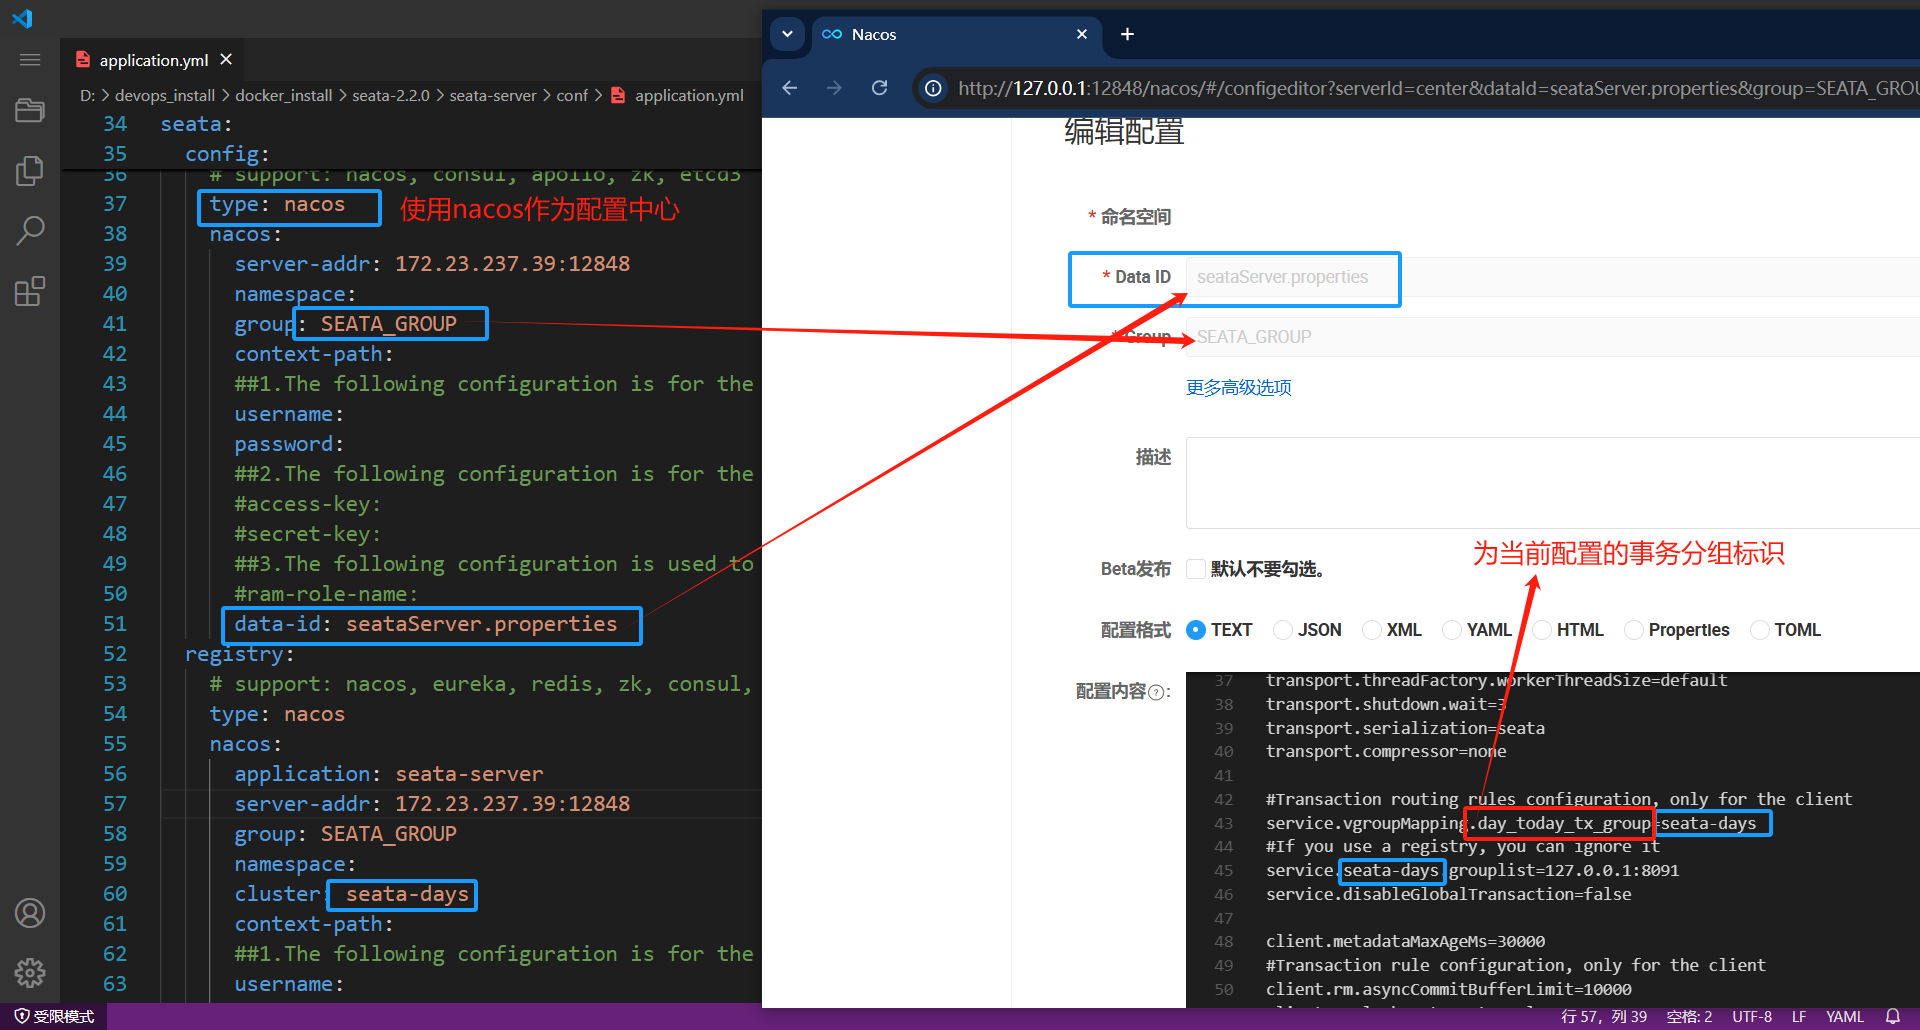 application.yml
D: > devops_install > docker_install > seata-2.2.0 > seata-server > conf > application.yml
34 seata:
35 config:
36 # support: nacos, consul, apollo, zk, etcd3
37 type: nacos
使用nacos作为配置中心
38 nacos:
39 server-addr: 172.23.237.39:12848
40 namespace:
41 group: SEATA_GROUP
42 context-path:
43 ##1.The following configuration is for the
44 username:
45 password:
46 ##2.The following configuration is for the
47 #access-key:
48 #secret-key:
49 ##3.The following configuration is used to
50 #ram-role-name:
51 data-id: seataServer.properties
52 registry:
53 # support: nacos, eureka, redis, zk, consul,
54 type: nacos
55 nacos:
56 application: seata-server
57 server-addr: 172.23.237.39:12848
58 group: SEATA_GROUP
59 namespace:
60 cluster: seata-days
61 context-path:
62 ##1.The following configuration is for the
63 username:
受限模式
Nacos
http://127.0.0.1:12848/nacos/#/configeditor?serverId=center&dataId=seataServer.properties&group=SEATA_GROU
编辑配置
* 命名空间
* Data ID seataServer.properties
* Group SEATA_GROUP
更多高级选项
描述
为当前配置的事务分组标识
Beta发布 默认不要勾选。
配置格式 TEXT JSON XML YAML HTML Properties TOML
配置内容?:
37 transport.threadFactory.workerThreadSize=default
38 transport.shutdown.wait=3
39 transport.serialization=seata
40 transport.compressor=none
41
42 #Transaction routing rules configuration, only for the client
43 service.vgroupMapping.day_today_tx_group=seata-days
44 #If you use a registry, you can ignore it
45 service.seata-days.grouplist=127.0.0.1:8091
46 service.disableGlobalTransaction=false
47
48 client.metadataMaxAgeMs=30000
49 #Transaction rule configuration, only for the client
50 client.rm.asyncCommitBufferLimit=10000
行 57, 列 39 空格: 2 UTF-8 LF YAML